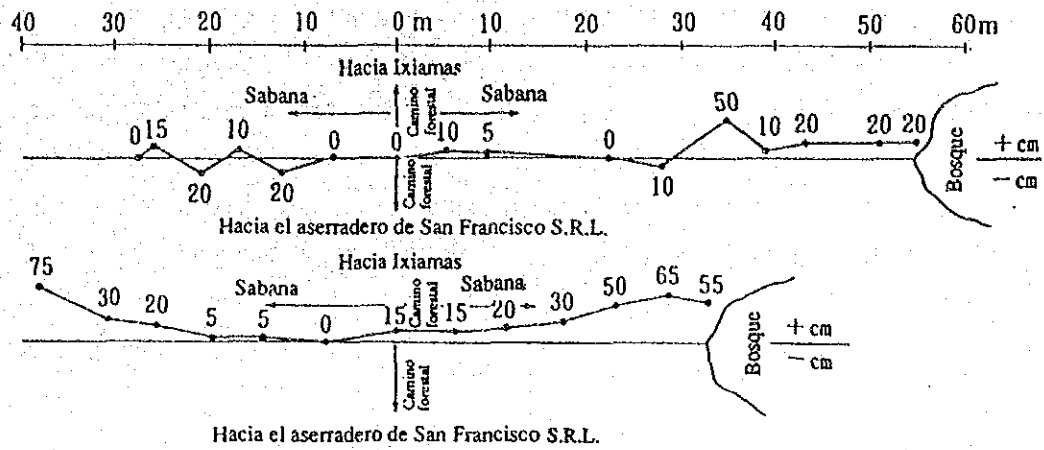 40 30 20 10 0 m 10 20 30 40 50 60 m
Hacia Ixiamas
Sabana Sabana
Camino forestal
0 15 20 10 20 0 0 10 5 0 10 50 10 20 20 20
Camino forestal
Bosque
+ cm
− cm
Hacia el aserradero de San Francisco S.R.L.
Hacia Ixiamas
Sabana Sabana
Camino forestal
75 30 20 5 5 0 15 15 20 30 50 65 55
Camino forestal
Bosque
+ cm
− cm
Hacia el aserradero de San Francisco S.R.L.